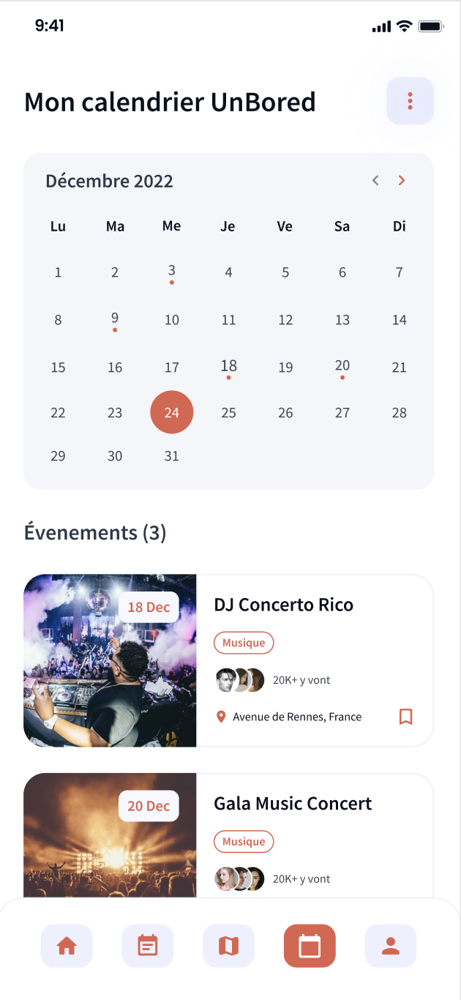 9:41
Mon calendrier UnBored
Décembre 2022
Lu Ma Me Je Ve Sa Di
1 2 3 4 5 6 7
8 9 10 11 12 13 14
15 16 17 18 19 20 21
22 23 24 25 26 27 28
29 30 31
Évenements (3)
18 Dec
DJ Concerto Rico
Musique
20K+ y vont
Avenue de Rennes, France
20 Dec
Gala Music Concert
Musique
20K+ y vont